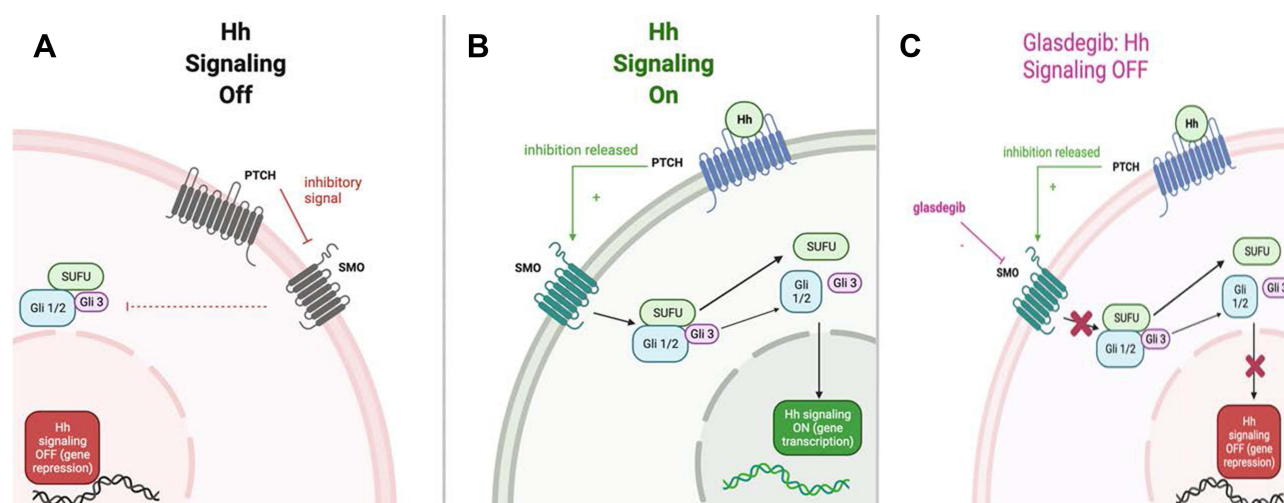 A
Hh
Signaling
Off
PTCH
inhibitory
signal
SMO
SUFU
Gli 1/2
Gli 3
Hh
signaling
OFF (gene
repression)
B
Hh
Signaling
On
Hh
inhibition released
PTCH
+
SMO
SUFU
Gli 1/2
Gli 3
SUFU
Gli
1/2
Gli 3
Hh signaling
ON (gene
transcription)
C
Glasdegib: Hh
Signaling OFF
Hh
inhibition released
PTCH
+
glasdegib
-
SMO
SUFU
Gli 1/2
Gli 3
SUFU
Gli
1/2
Gli 3
Hh
signaling
OFF (gene
repression)